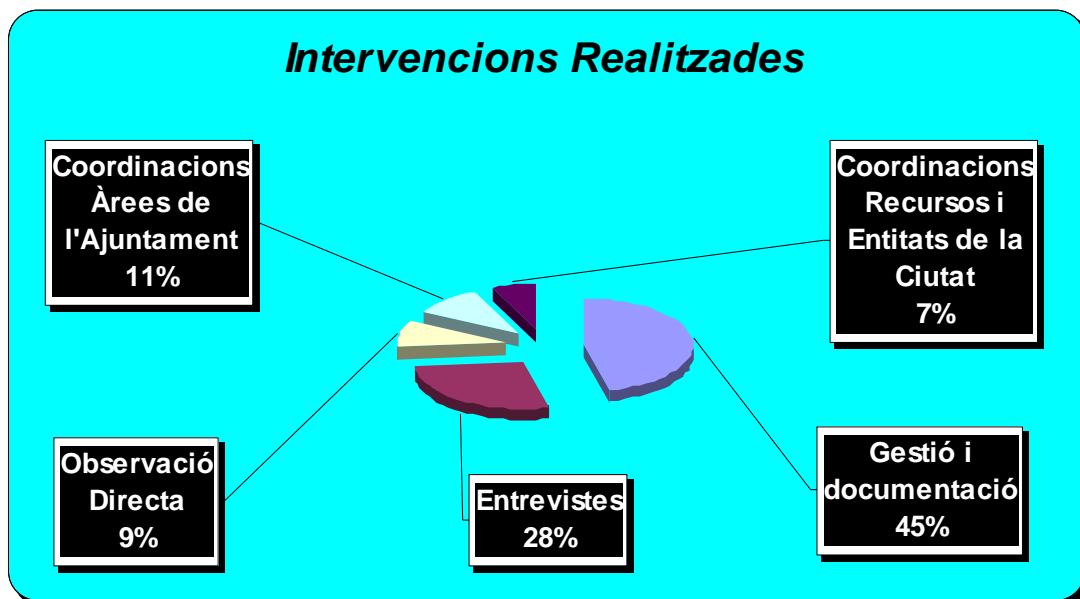 Intervencions Realitzades
Coordinacions
Àrees de
l'Ajuntament
11%
Coordinacions
Recursos i
Entitats de la
Ciutat
7%
Observació
Directa
9%
Entrevistes
28%
Gestió i
documentació
45%